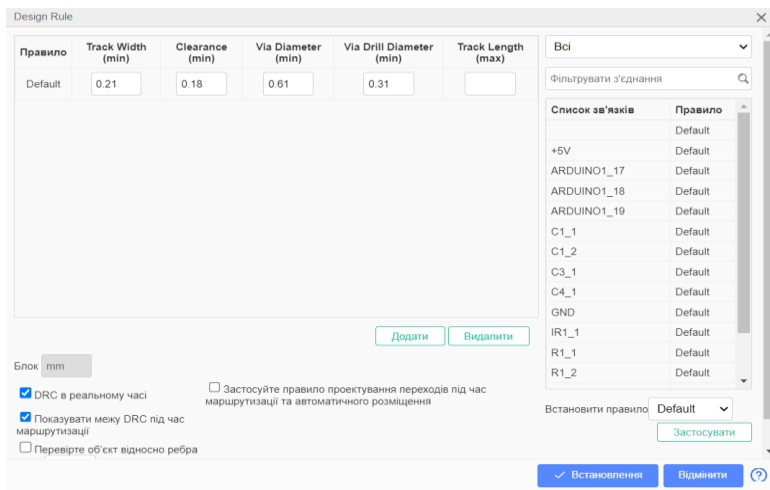 Design Rule
Правило Track Width (min) Clearance (min) Via Diameter (min) Via Drill Diameter (min) Track Length (max)
Default 0.21 0.18 0.61 0.31
Додати Видалити
Блок mm
DRC в реальному часі
Показувати межу DRC під час
маршрутизації
Перевірте об'єкт відносно ребра
Застосуйте правило проектування переходів під час
маршрутизації та автоматичного розміщення
Всі
Фільтрувати з'єднання
Список зв'язків Правило
Default
+5V Default
ARDUINO1_17 Default
ARDUINO1_18 Default
ARDUINO1_19 Default
C1_1 Default
C1_2 Default
C3_1 Default
C4_1 Default
GND Default
IR1_1 Default
R1_1 Default
R1_2 Default
Встановити правило Default
Застосувати
Встановлення Відмінити